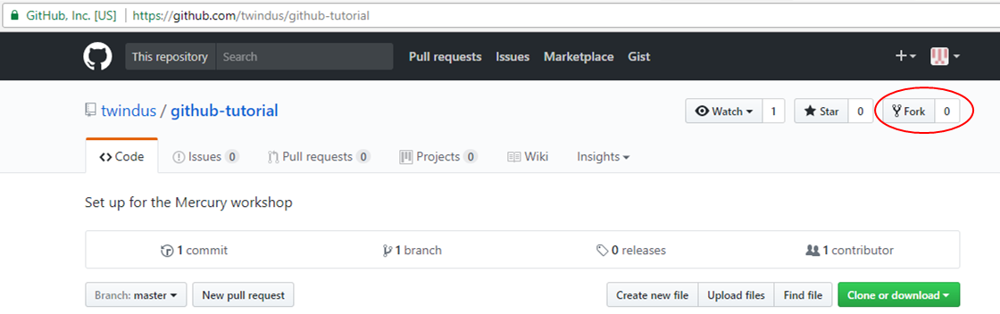 GitHub, Inc. [US] https://github.com/twindus/github-tutorial
This repository Search Pull requests Issues Marketplace Gist
twindus / github-tutorial Watch 1 Star 0 Fork 0
Code Issues 0 Pull requests 0 Projects 0 Wiki Insights
Set up for the Mercury workshop
1 commit 1 branch 0 releases 1 contributor
Branch: master New pull request Create new file Upload files Find file Clone or download